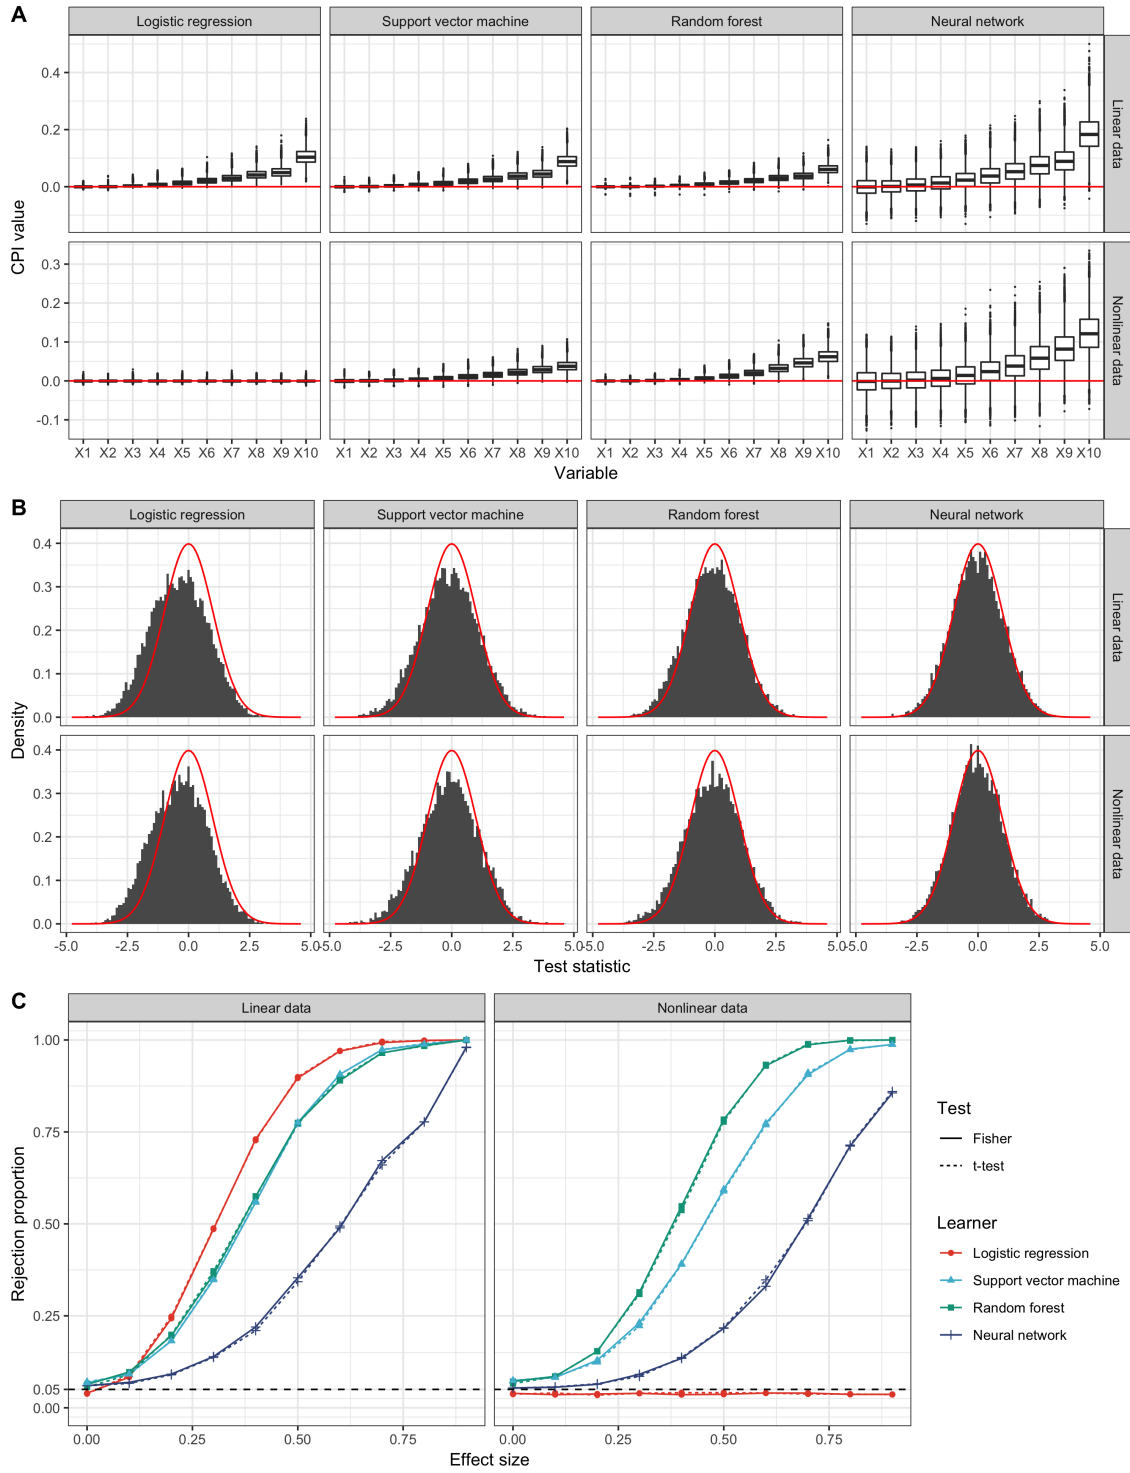 A
Logistic regression
Support vector machine
Random forest
Neural network
CPI value
0.4
0.2
0.0
Linear data
0.3
0.2
0.1
0.0
-0.1
Nonlinear data
X1 X2 X3 X4 X5 X6 X7 X8 X9 X10
X1 X2 X3 X4 X5 X6 X7 X8 X9 X10
X1 X2 X3 X4 X5 X6 X7 X8 X9 X10
X1 X2 X3 X4 X5 X6 X7 X8 X9 X10
Variable
B
Logistic regression
Support vector machine
Random forest
Neural network
Density
0.4
0.3
0.2
0.1
0.0
Linear data
0.4
0.3
0.2
0.1
0.0
Nonlinear data
-5.0 -2.5 0.0 2.5 5.0
-5.0 -2.5 0.0 2.5 5.0
-5.0 -2.5 0.0 2.5 5.0
-5.0 -2.5 0.0 2.5 5.0
Test statistic
C
Linear data
Nonlinear data
Rejection proportion
1.00
0.75
0.50
0.25
0.05
0.00
0.00 0.25 0.50 0.75
0.00 0.25 0.50 0.75
Effect size
Test
Fisher
t-test
Learner
Logistic regression
Support vector machine
Random forest
Neural network